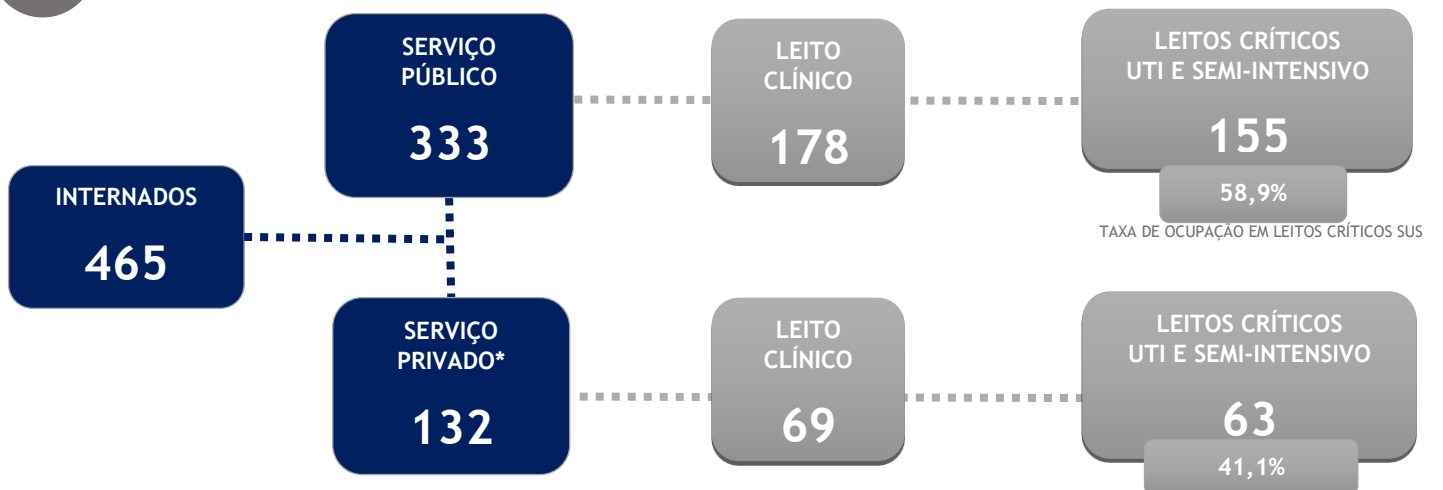 INTERNADOS
465
SERVIÇO
PÚBLICO
333
LEITO
CLÍNICO
178
LEITOS CRÍTICOS
UTI E SEMI-INTENSIVO
155
58,9%
TAXA DE OCUPAÇÃO EM LEITOS CRÍTICOS SUS
SERVIÇO
PRIVADO*
132
LEITO
CLÍNICO
69
LEITOS CRÍTICOS
UTI E SEMI-INTENSIVO
63
41,1%